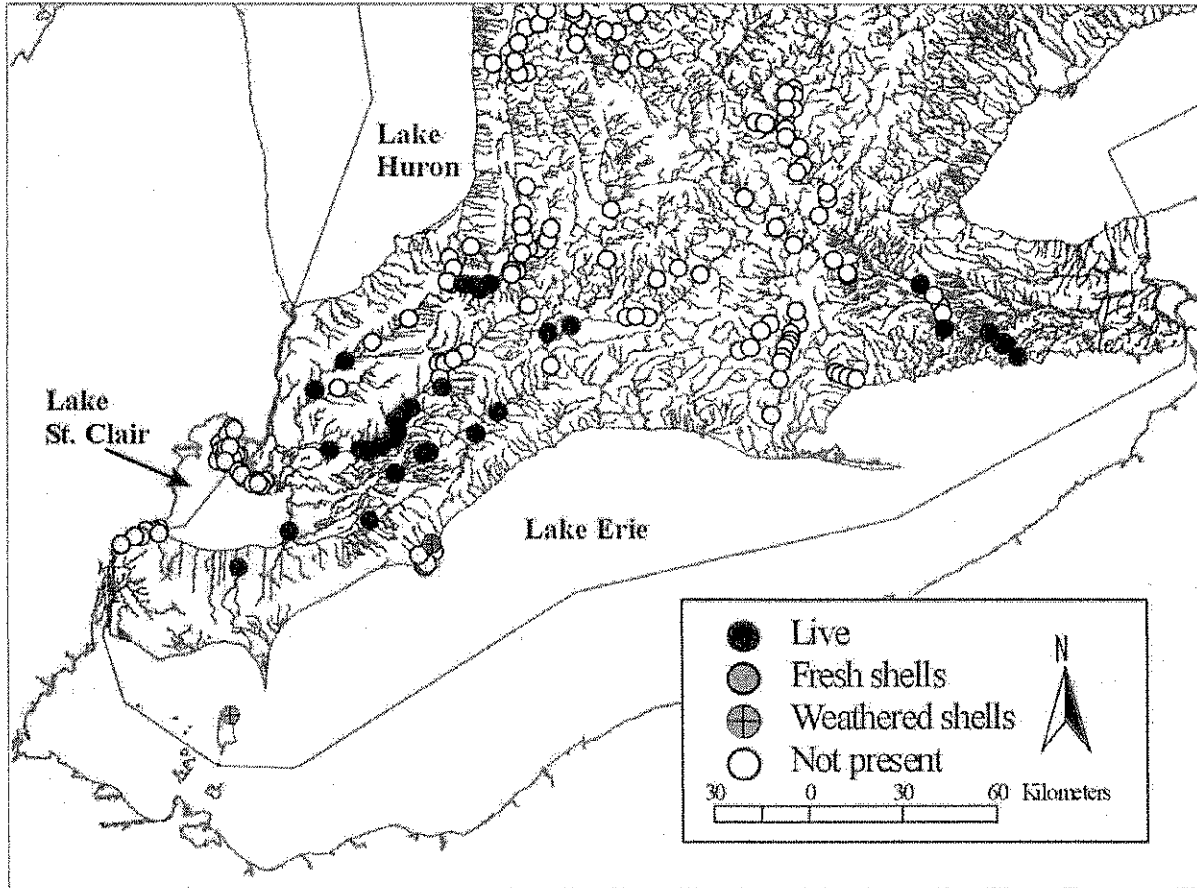 Lake
Huron
Lake
St. Clair
Lake Erie
N
Live
Fresh shells
Weathered shells
Not present
30 0 30 60 Kilometers